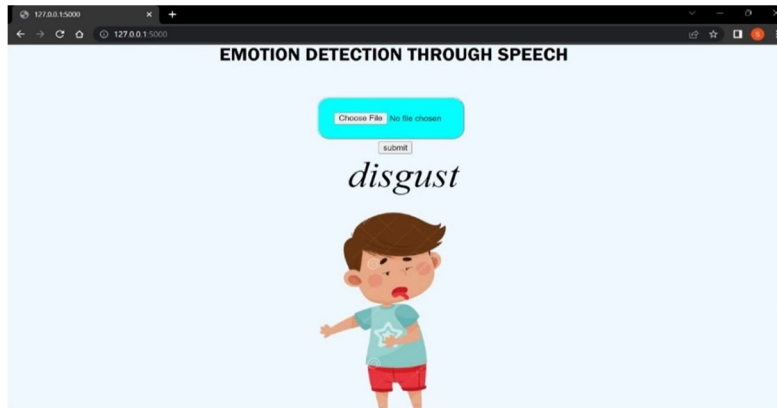 127.0.0.1:5000
127.0.0.1:5000
EMOTION DETECTION THROUGH SPEECH
Choose File No file chosen
submit
disgust
S